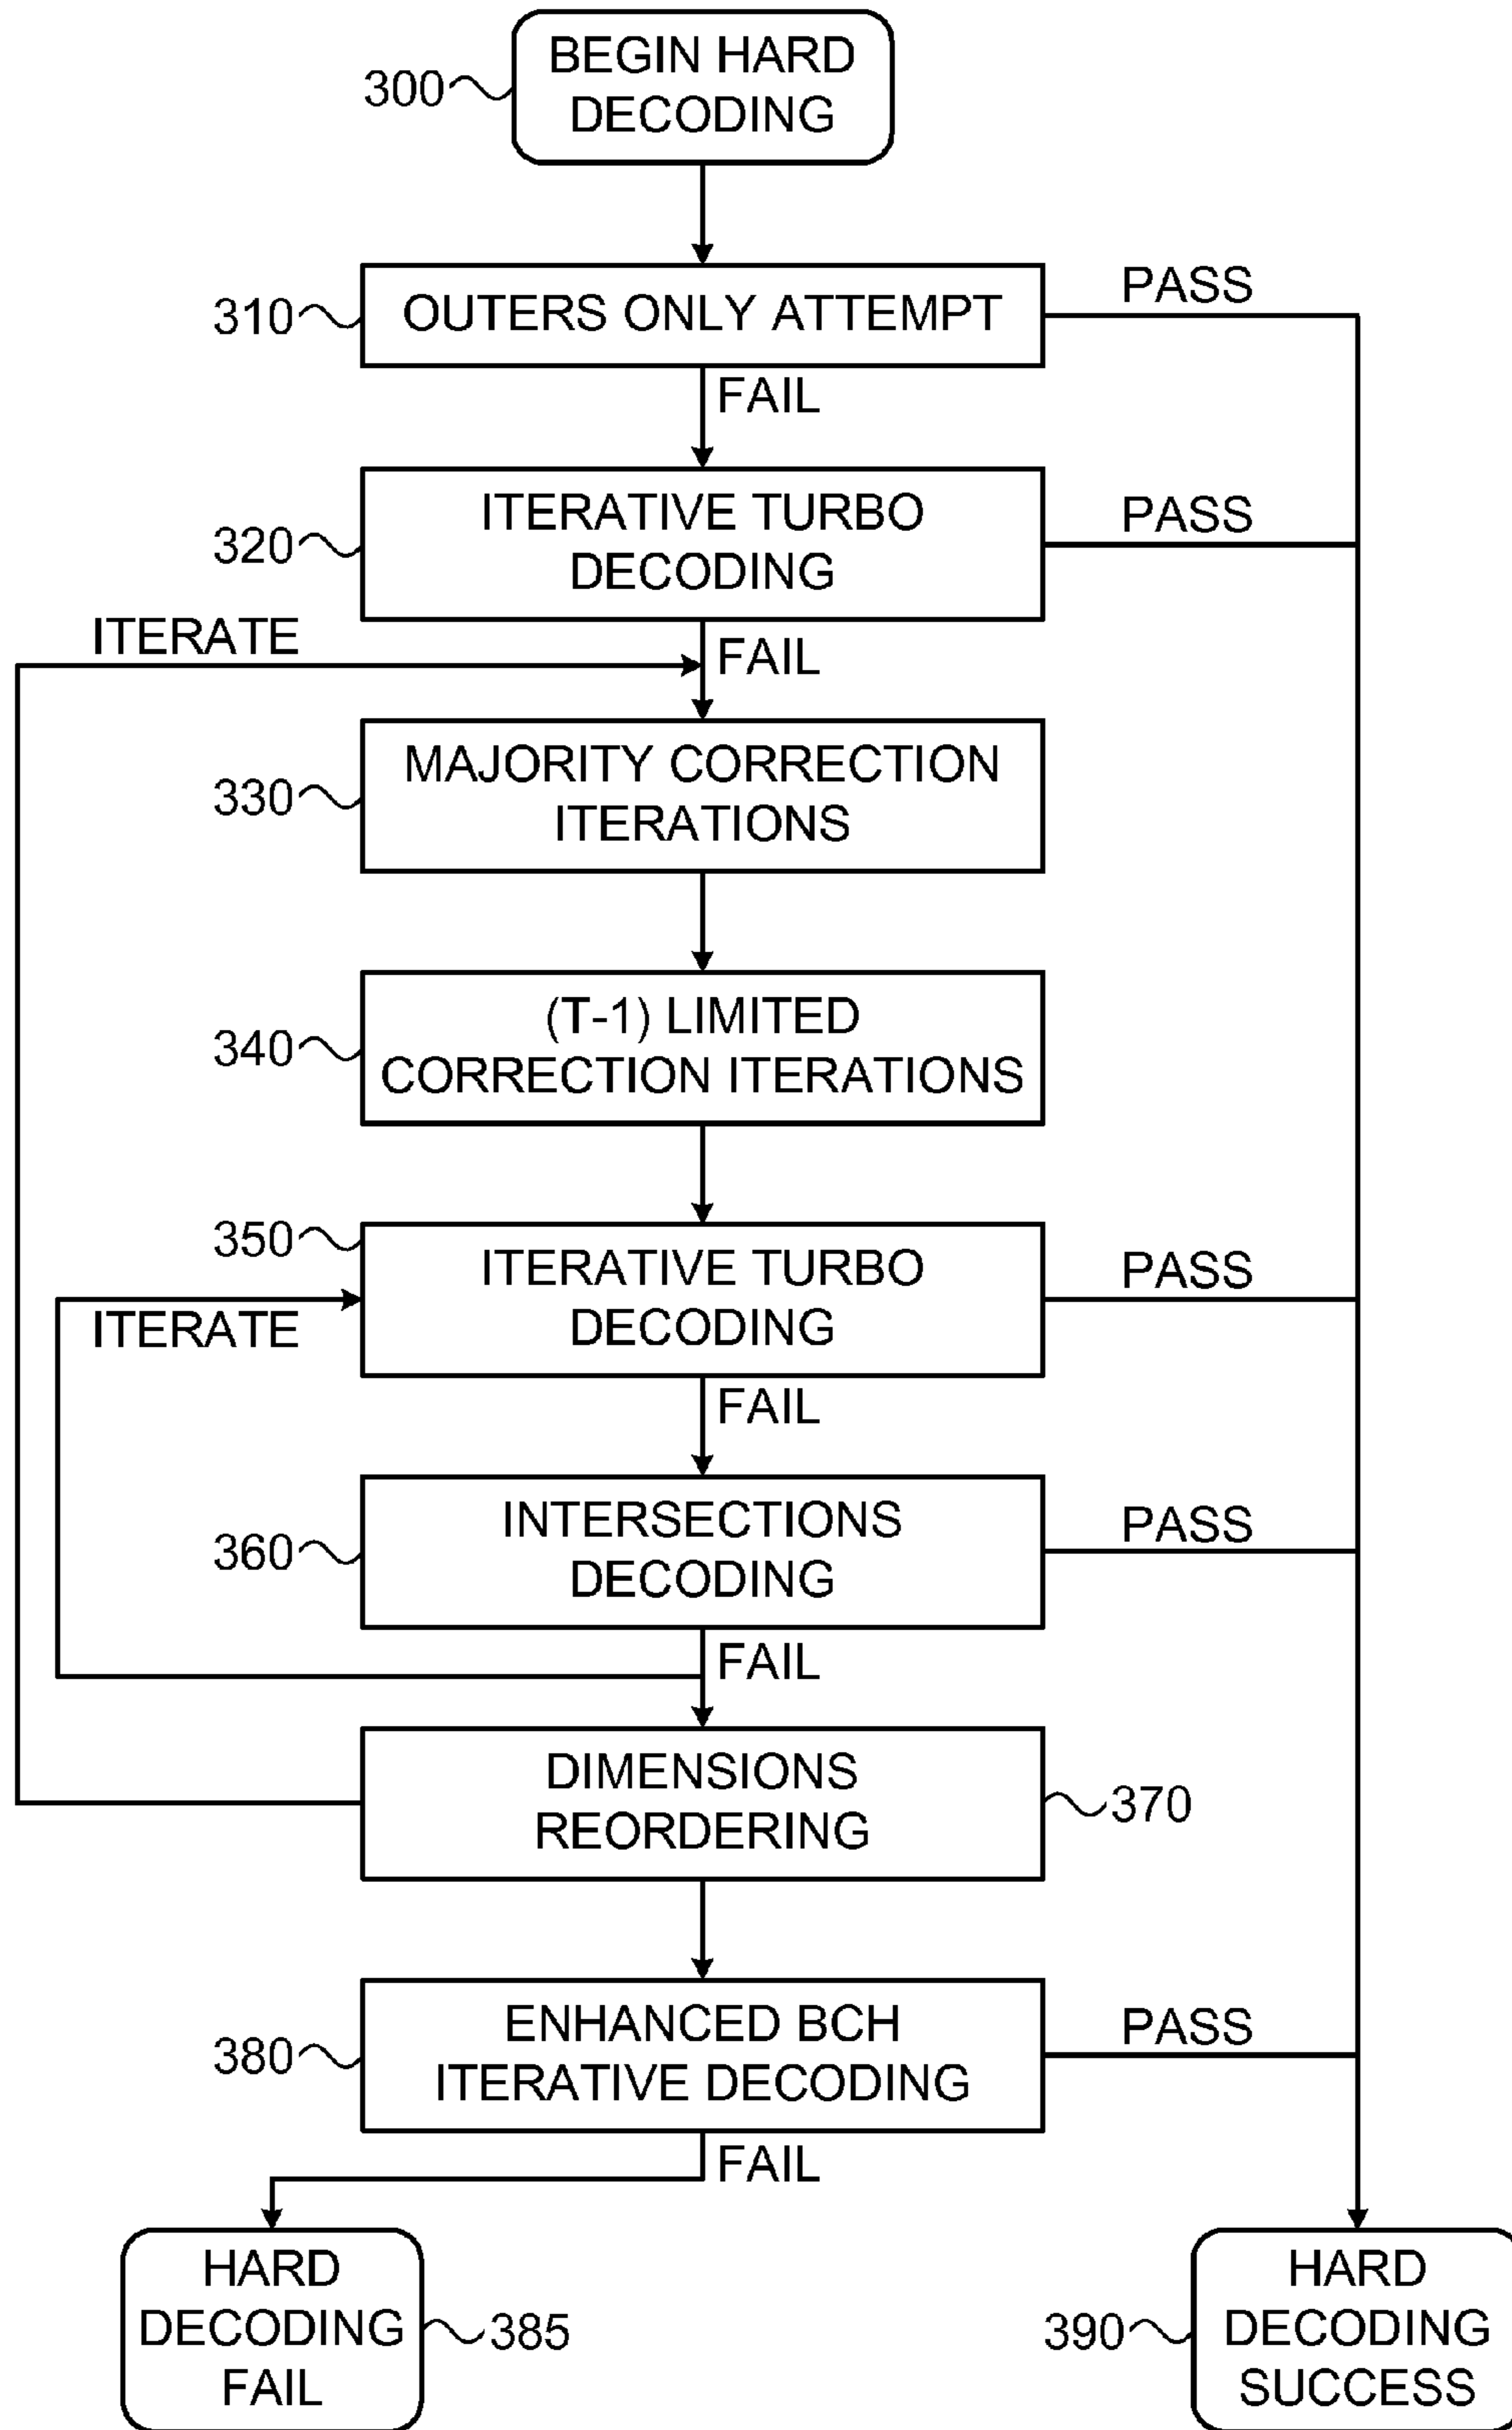 BEGIN HARD
DECODING
300
OUTERS ONLY ATTEMPT
310
PASS
FAIL
ITERATIVE TURBO
DECODING
320
PASS
FAIL
ITERATE
MAJORITY CORRECTION
ITERATIONS
330
(T-1) LIMITED
CORRECTION ITERATIONS
340
ITERATIVE TURBO
DECODING
350
ITERATE
PASS
FAIL
INTERSECTIONS
DECODING
360
PASS
FAIL
DIMENSIONS
REORDERING
370
ENHANCED BCH
ITERATIVE DECODING
380
PASS
FAIL
HARD
DECODING
FAIL
385
390
HARD
DECODING
SUCCESS